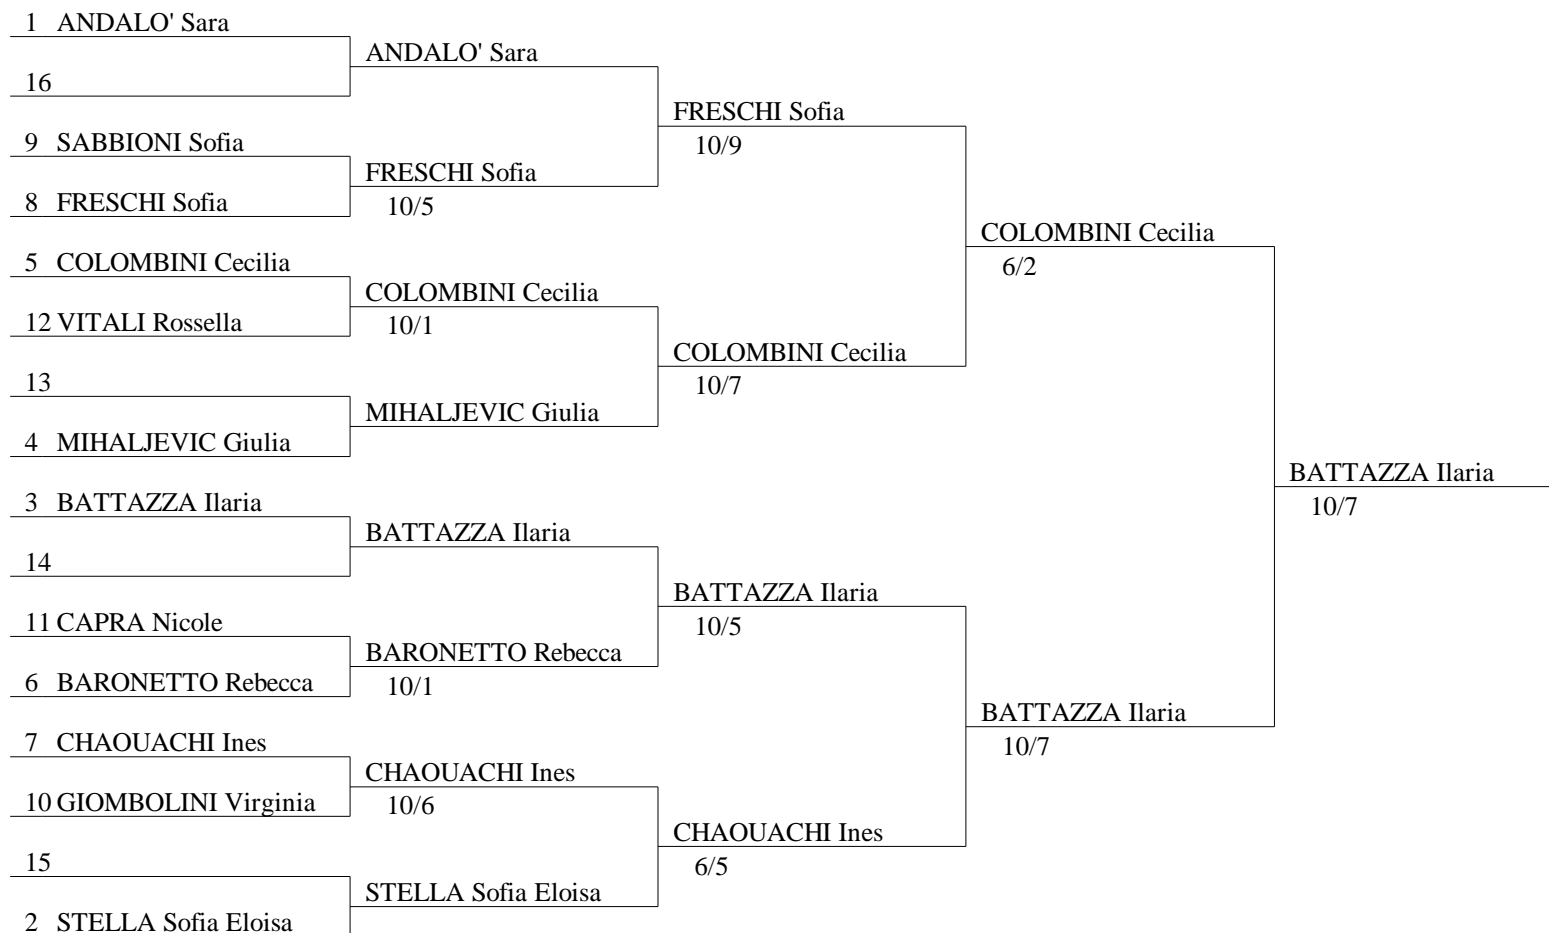 1 ANDALO' Sara
ANDALO' Sara
16
FRESCHI Sofia
10/9
9 SABBIONI Sofia
FRESCHI Sofia
10/5
8 FRESCHI Sofia
COLOMBINI Cecilia
6/2
5 COLOMBINI Cecilia
COLOMBINI Cecilia
10/1
12 VITALI Rossella
COLOMBINI Cecilia
10/7
13
MIHALJEVIC Giulia
4 MIHALJEVIC Giulia
BATTAZZA Ilaria
10/7
3 BATTAZZA Ilaria
BATTAZZA Ilaria
14
BATTAZZA Ilaria
10/5
11 CAPRA Nicole
BARONETTO Rebecca
10/1
6 BARONETTO Rebecca
BATTAZZA Ilaria
10/7
7 CHAOUACHI Ines
CHAOUACHI Ines
10/6
10 GIOMBOLINI Virginia
CHAOUACHI Ines
6/5
15
STELLA Sofia Eloisa
2 STELLA Sofia Eloisa